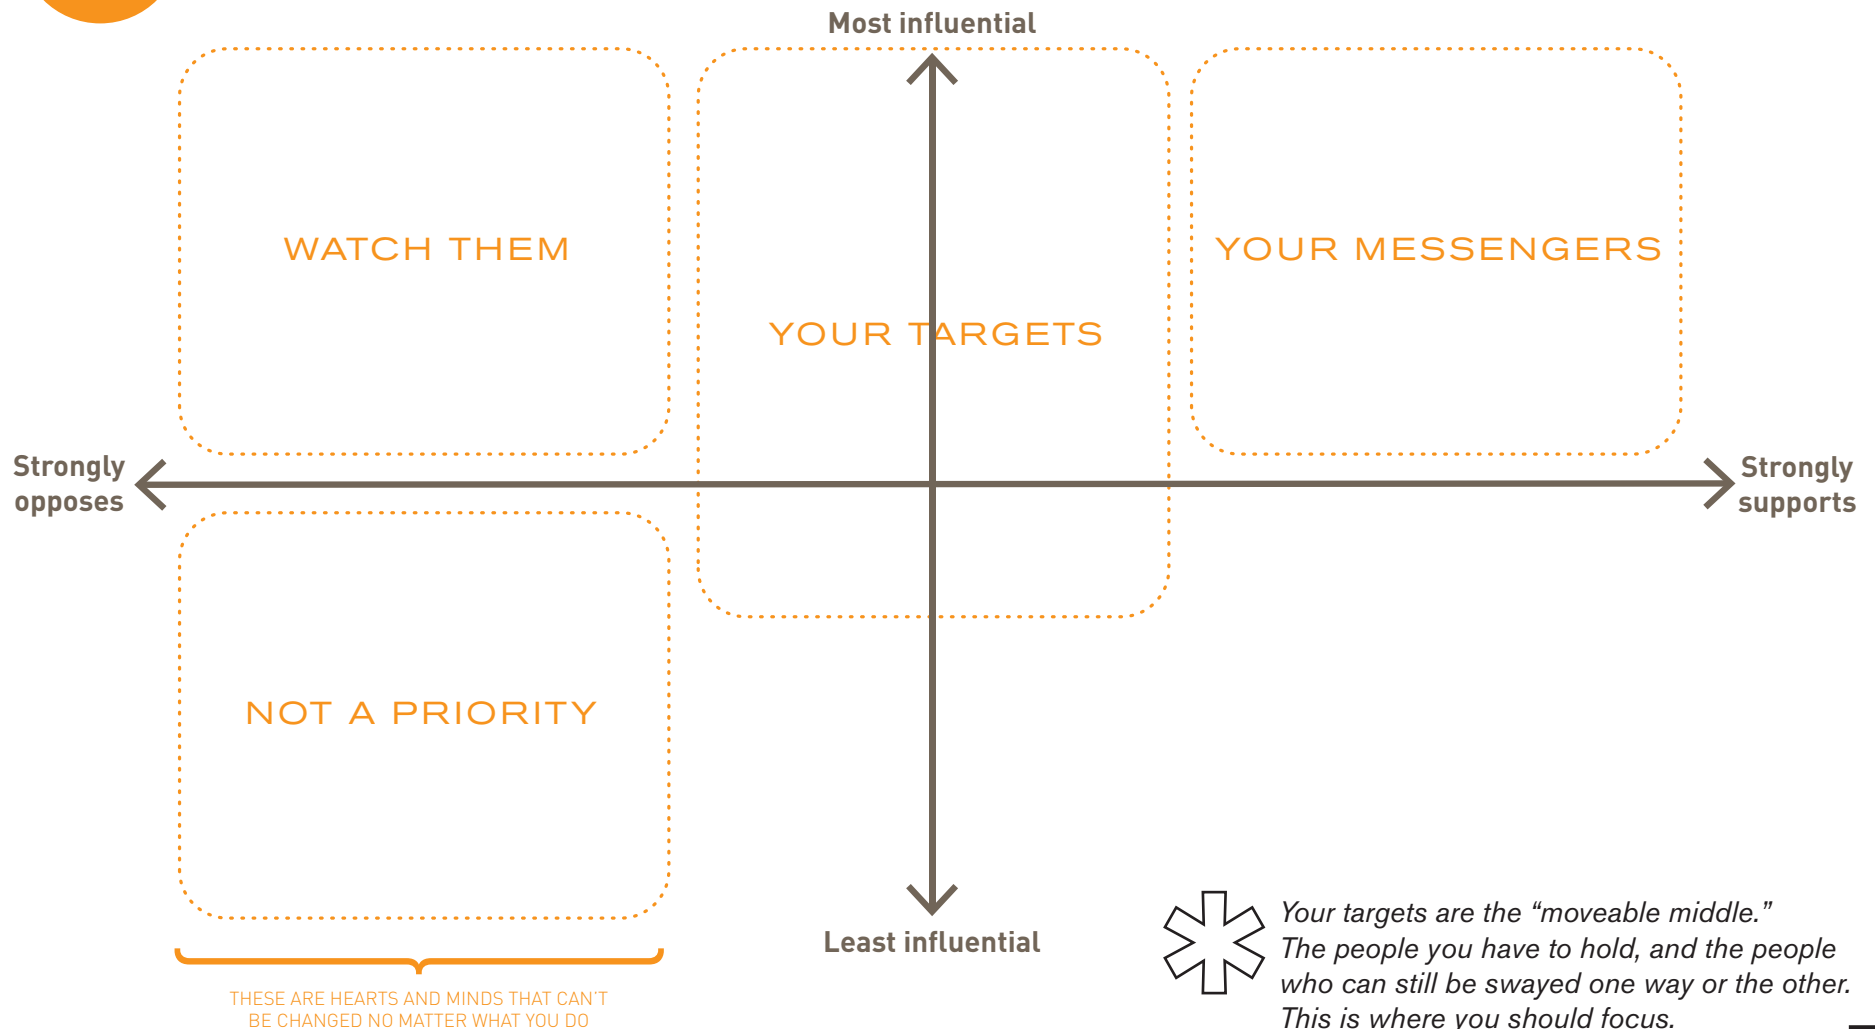 Most influential
WATCH THEM
YOUR MESSENGERS
YOUR TARGETS
Strongly
opposes
Strongly
supports
NOT A PRIORITY
Least influential
THESE ARE HEARTS AND MINDS THAT CAN'T
BE CHANGED NO MATTER WHAT YOU DO
Your targets are the “moveable middle.”
The people you have to hold, and the people
who can still be swayed one way or the other.
This is where you should focus.